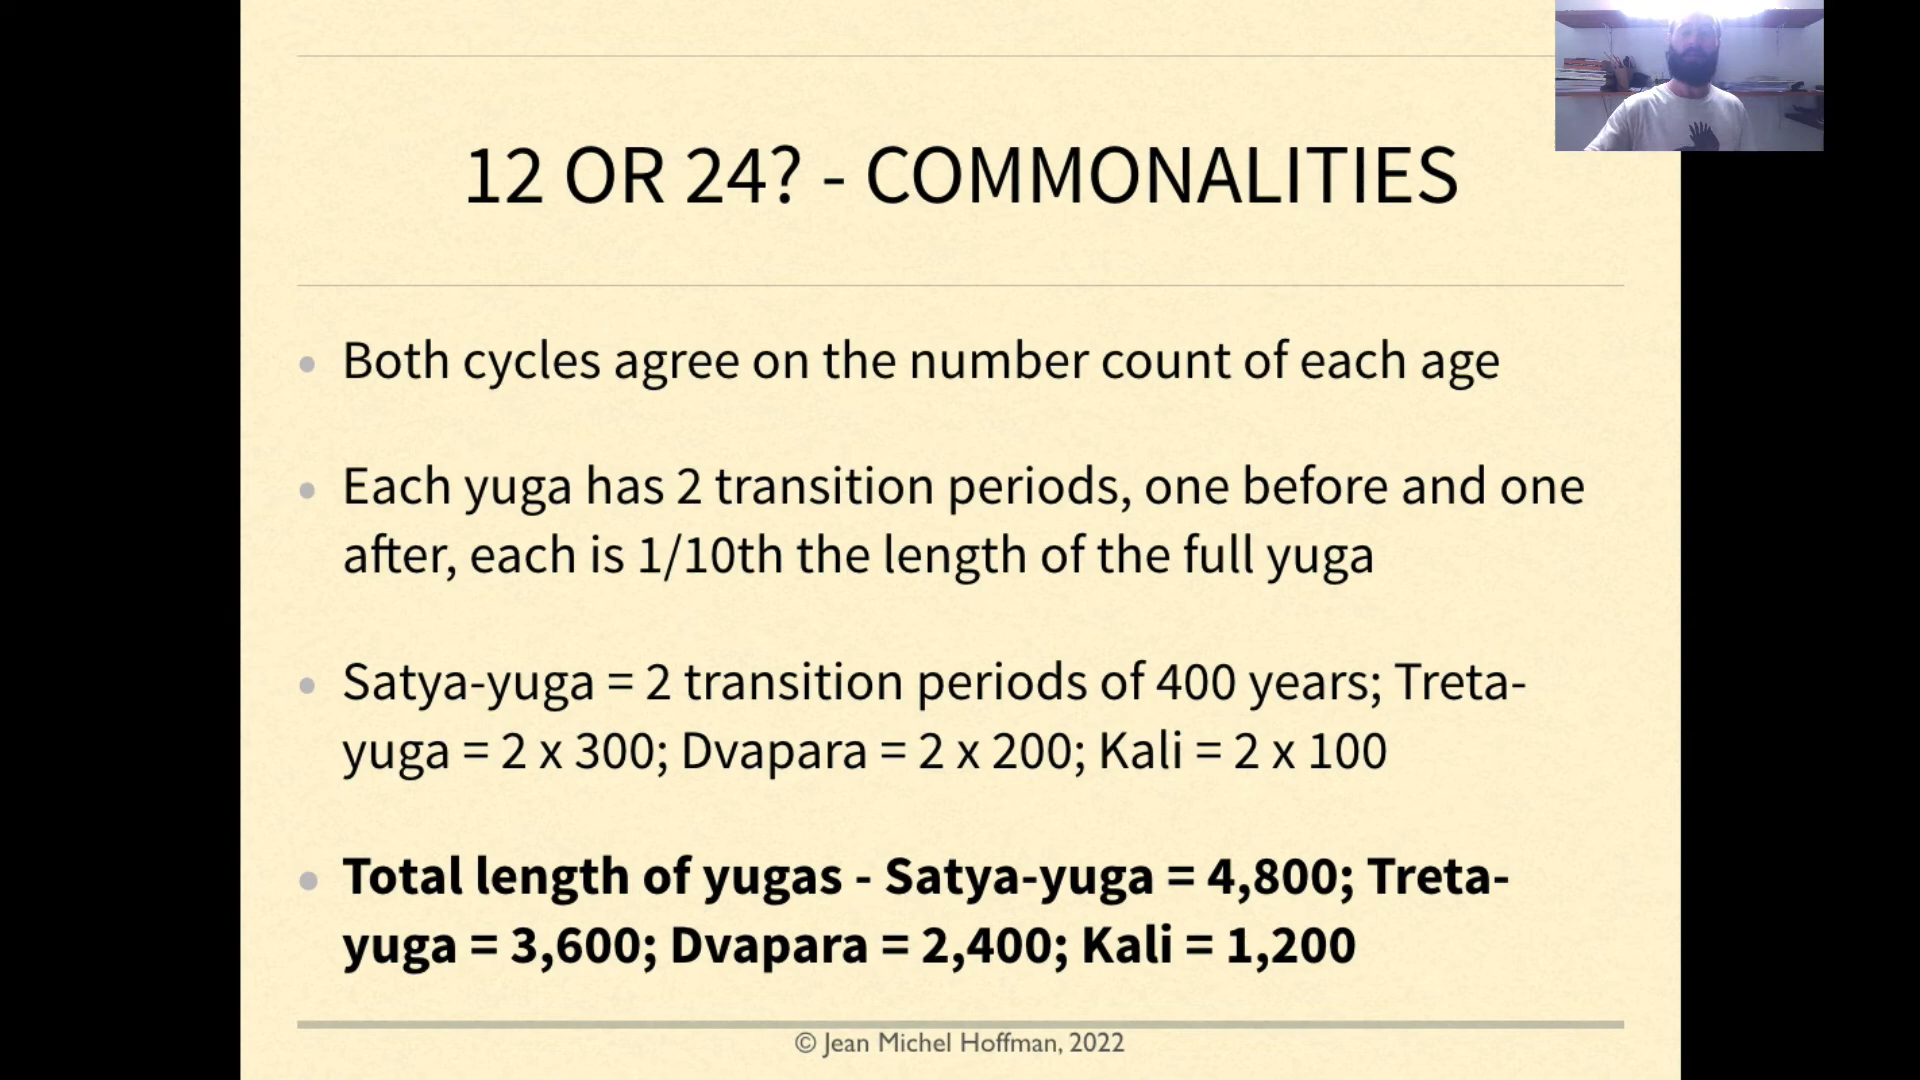 12 OR 24? - COMMONALITIES
• Both cycles agree on the number count of each age
• Each yuga has 2 transition periods, one before and one
after, each is 1/10th the length of the full yuga
• Satya-yuga = 2 transition periods of 400 years; Treta-
yuga = 2 x 300; Dvapara = 2 x 200; Kali = 2 x 100
• Total length of yugas - Satya-yuga = 4,800; Treta-
yuga = 3,600; Dvapara = 2,400; Kali = 1,200
© Jean Michel Hoffman, 2022